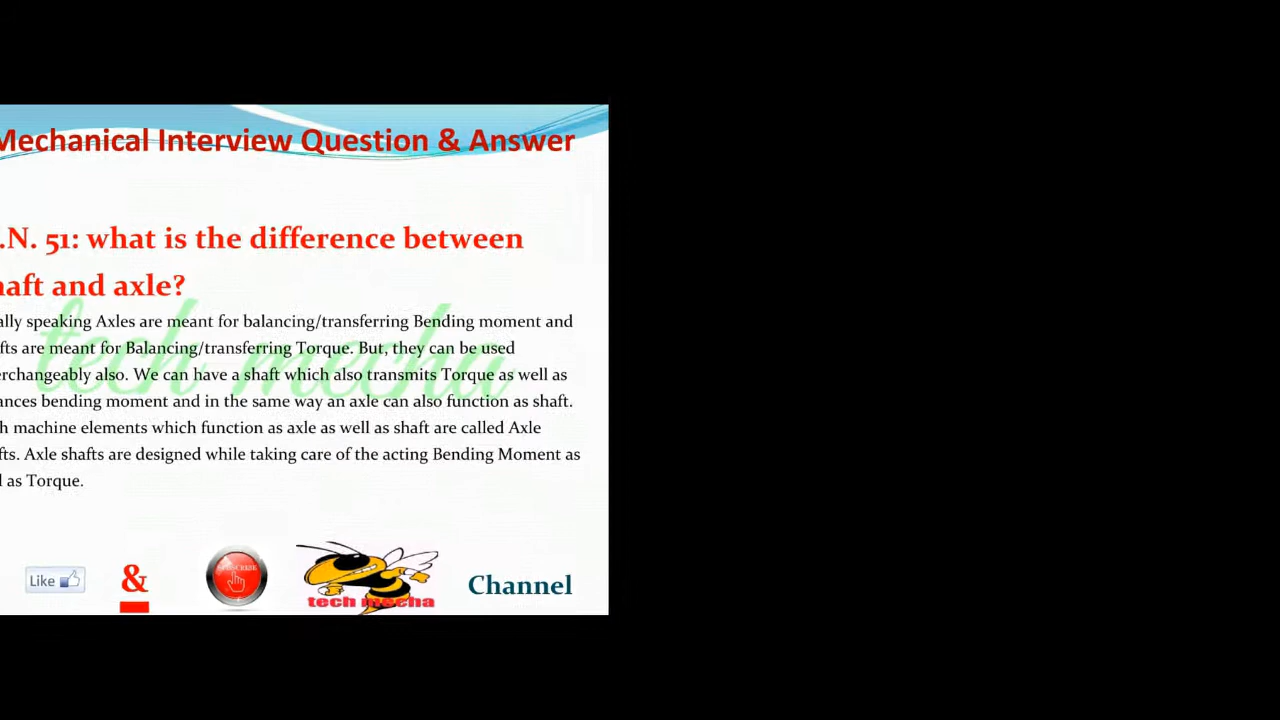 Mechanical Interview Question & Answer
.N. 51: what is the difference between
haft and axle?
ally speaking Axles are meant for balancing/transferring Bending moment and
fts are meant for Balancing/transferring Torque. But, they can be used
erchangeably also. We can have a shaft which also transmits Torque as well as
ances bending moment and in the same way an axle can also function as shaft.
h machine elements which function as axle as well as shaft are called Axle
fts. Axle shafts are designed while taking care of the acting Bending Moment as
l as Torque.
tech mecha
Like & SUBSCRIBE tech mecha Channel